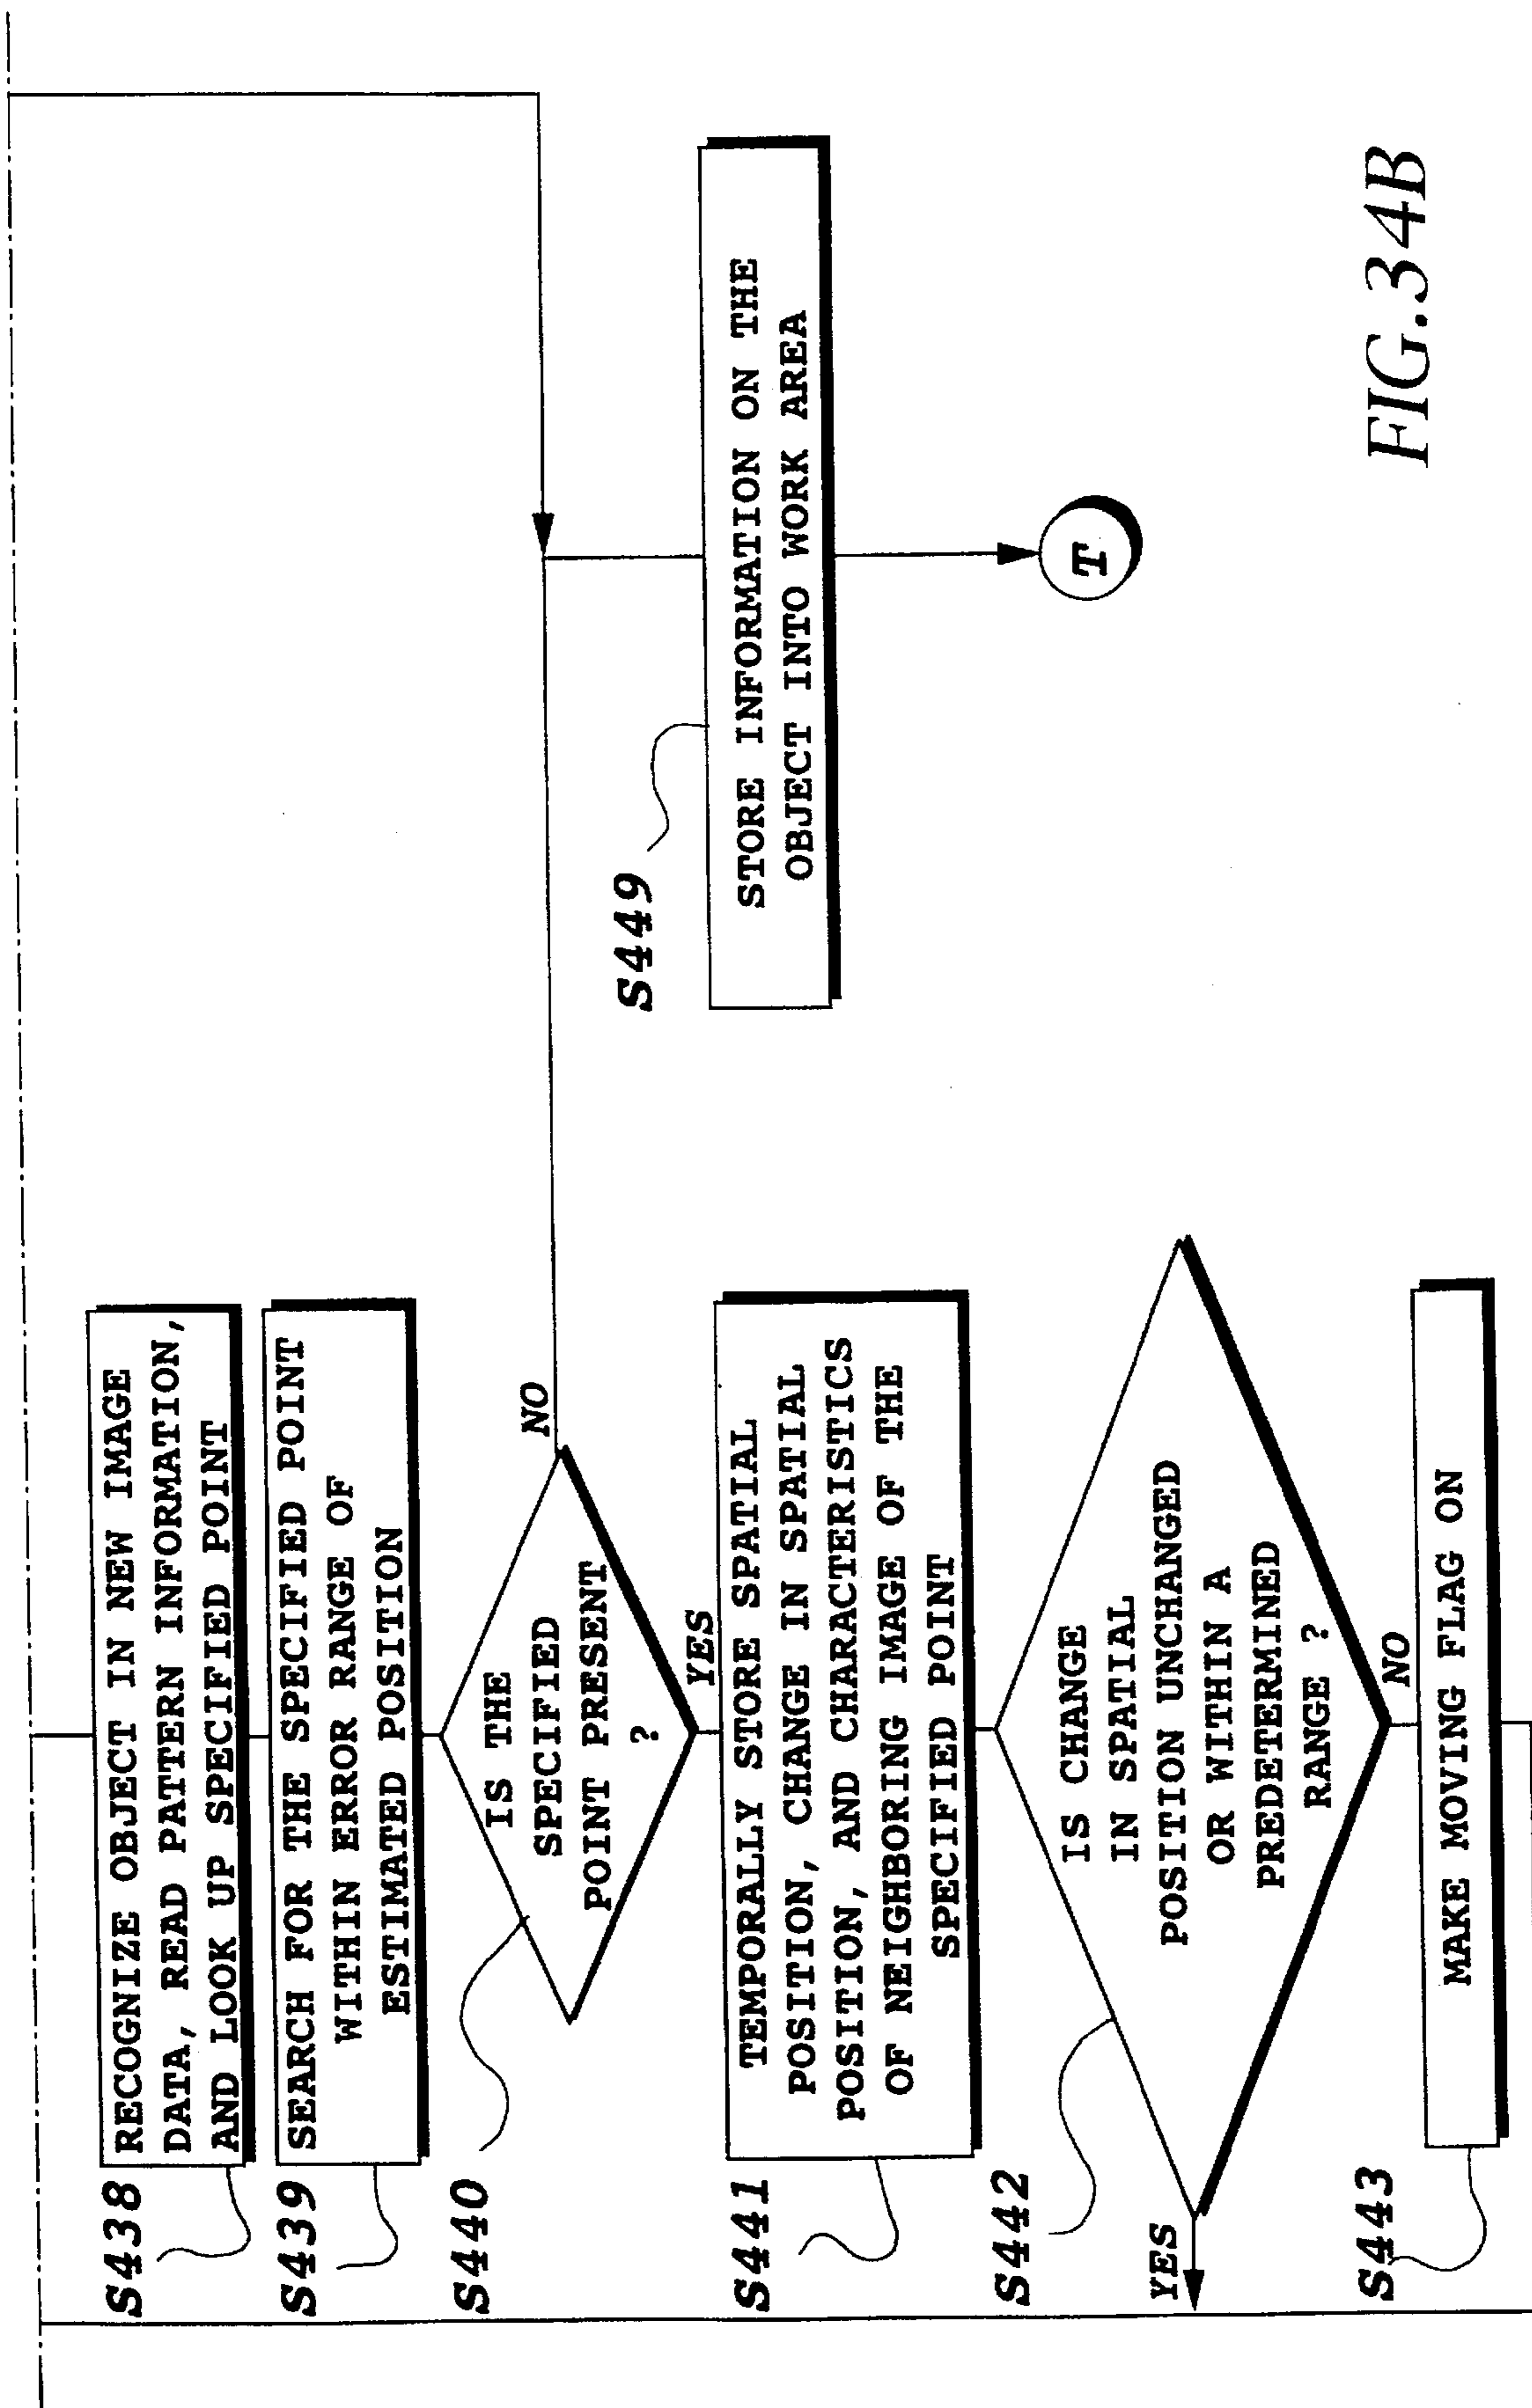 S438
RECOGNIZE OBJECT IN NEW IMAGE
DATA, READ PATTERN INFORMATION,
AND LOOK UP SPECIFIED POINT
S439
SEARCH FOR THE SPECIFIED POINT
WITHIN ERROR RANGE OF
ESTIMATED POSITION
S440
IS THE
SPECIFIED
POINT PRESENT
?
NO
YES
S441
TEMPORALLY STORE SPATIAL
POSITION, CHANGE IN SPATIAL
POSITION, AND CHARACTERISTICS
OF NEIGHBORING IMAGE OF THE
SPECIFIED POINT
S442
IS CHANGE
IN SPATIAL
POSITION UNCHANGED
OR WITHIN A
PREDETERMINED
RANGE ?
YES
NO
S443
MAKE MOVING FLAG ON
S449
STORE INFORMATION ON THE
OBJECT INTO WORK AREA
T
FIG.34B